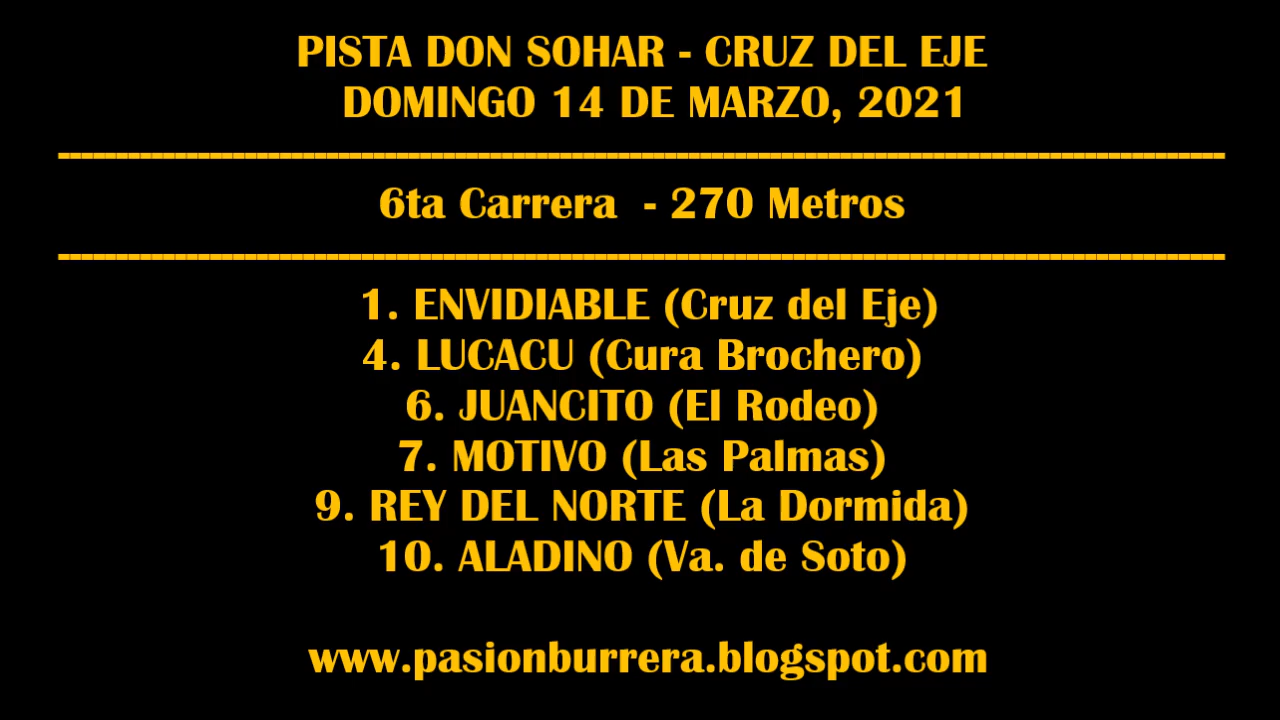 PISTA DON SOHAR - CRUZ DEL EJE
DOMINGO 14 DE MARZO, 2021
6ta Carrera - 270 Metros
1. ENVIDIABLE (Cruz del Eje)
4. LUCACU (Cura Brochero)
6. JUANCITO (El Rodeo)
7. MOTIVO (Las Palmas)
9. REY DEL NORTE (La Dormida)
10. ALADINO (Va. de Soto)
www.pasionburrera.blogspot.com